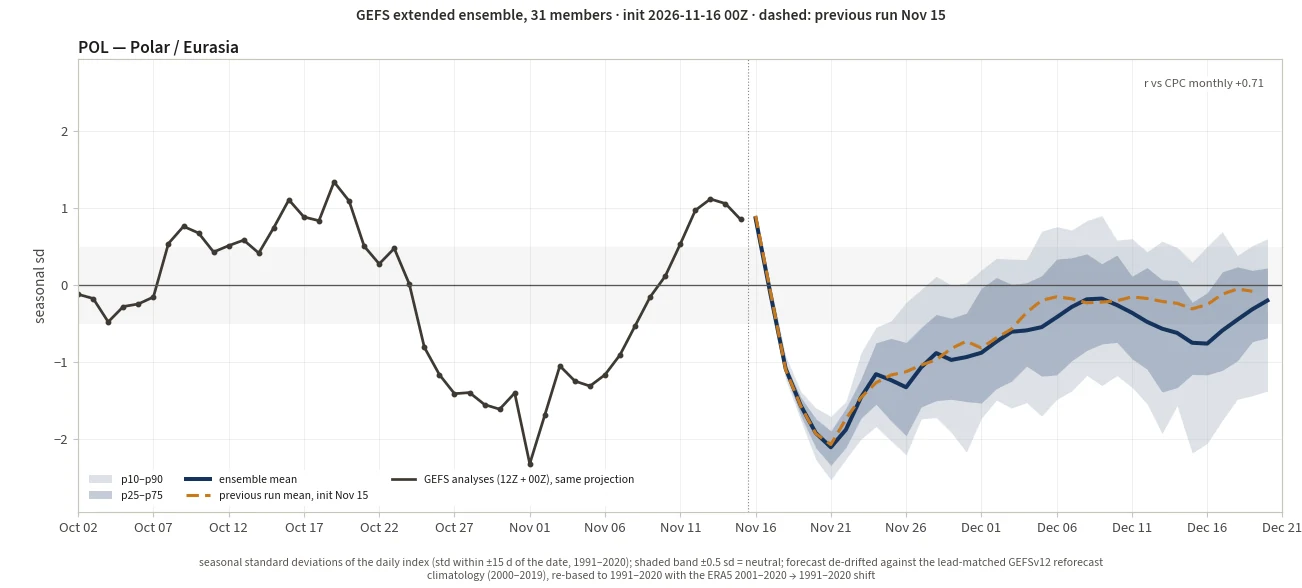 GEFS extended ensemble, 31 members · init 2026-11-16 00Z · dashed: previous run Nov 15
POL — Polar / Eurasia
r vs CPC monthly +0.71
seasonal sd
2
1
0
−1
−2
p10–p90
p25–p75
ensemble mean
previous run mean, init Nov 15
GEFS analyses (12Z + 00Z), same projection
Oct 02 Oct 07 Oct 12 Oct 17 Oct 22 Oct 27 Nov 01 Nov 06 Nov 11 Nov 16 Nov 21 Nov 26 Dec 01 Dec 06 Dec 11 Dec 16 Dec 21
seasonal standard deviations of the daily index (std within ±15 d of the date, 1991–2020); shaded band ±0.5 sd = neutral; forecast de-drifted against the lead-matched GEFSv12 reforecast
climatology (2000–2019), re-based to 1991–2020 with the ERA5 2001–2020 → 1991–2020 shift